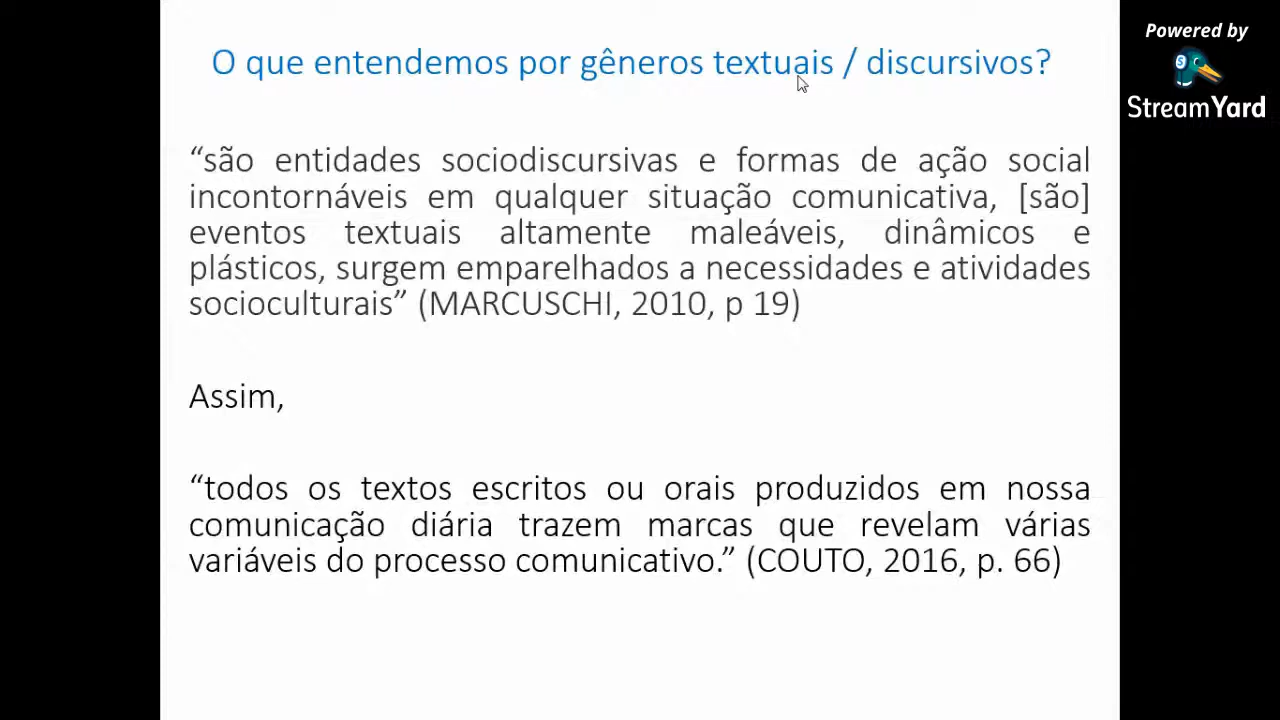 O que entendemos por gêneros textuais / discursivos?
Powered by
StreamYard
“são entidades sociodiscursivas e formas de ação social
incontornáveis em qualquer situação comunicativa, [são]
eventos textuais altamente maleáveis, dinâmicos e
plásticos, surgem emparelhados a necessidades e atividades
socioculturais” (MARCUSCHI, 2010, p 19)
Assim,
“todos os textos escritos ou orais produzidos em nossa
comunicação diária trazem marcas que revelam várias
variáveis do processo comunicativo.” (COUTO, 2016, p. 66)